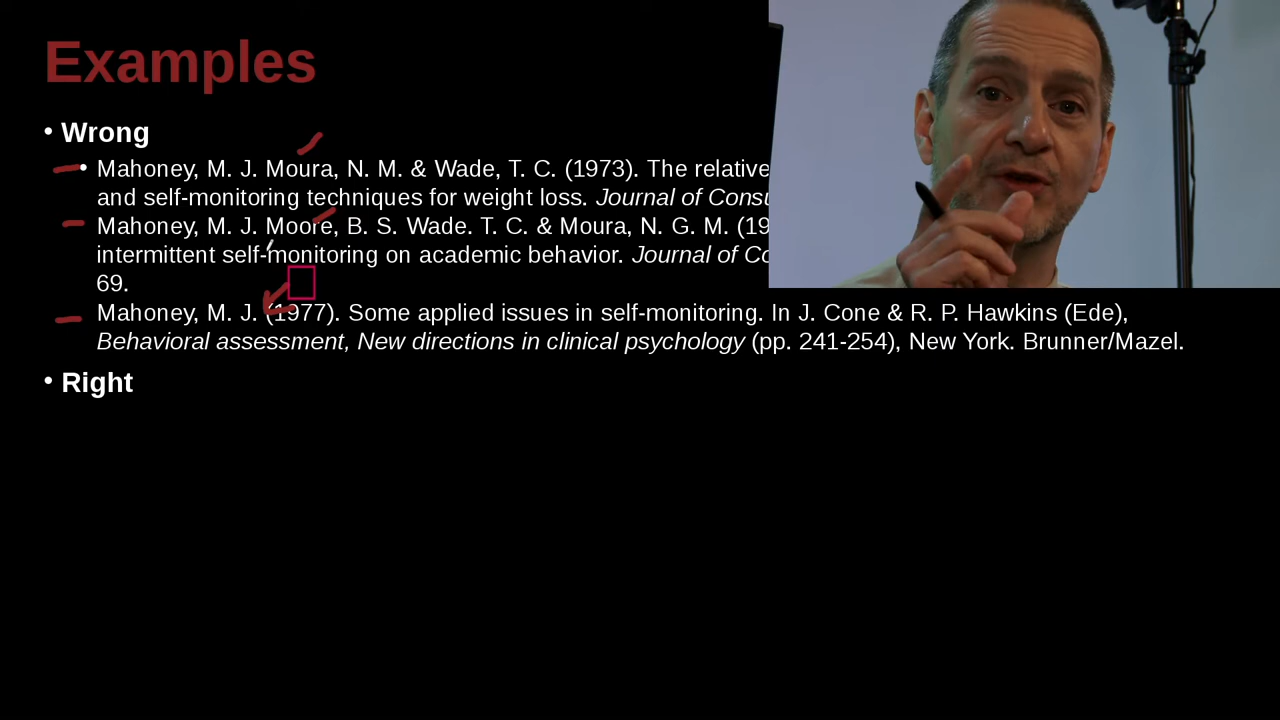 Examples
• Wrong
• Mahoney, M. J. Moura, N. M. & Wade, T. C. (1973). The relative
and self-monitoring techniques for weight loss. Journal of Consu
Mahoney, M. J. Moore, B. S. Wade. T. C. & Moura, N. G. M. (19
intermittent self-monitoring on academic behavior. Journal of Co
69.
Mahoney, M. J. (1977). Some applied issues in self-monitoring. In J. Cone & R. P. Hawkins (Ede),
Behavioral assessment, New directions in clinical psychology (pp. 241-254), New York. Brunner/Mazel.
• Right